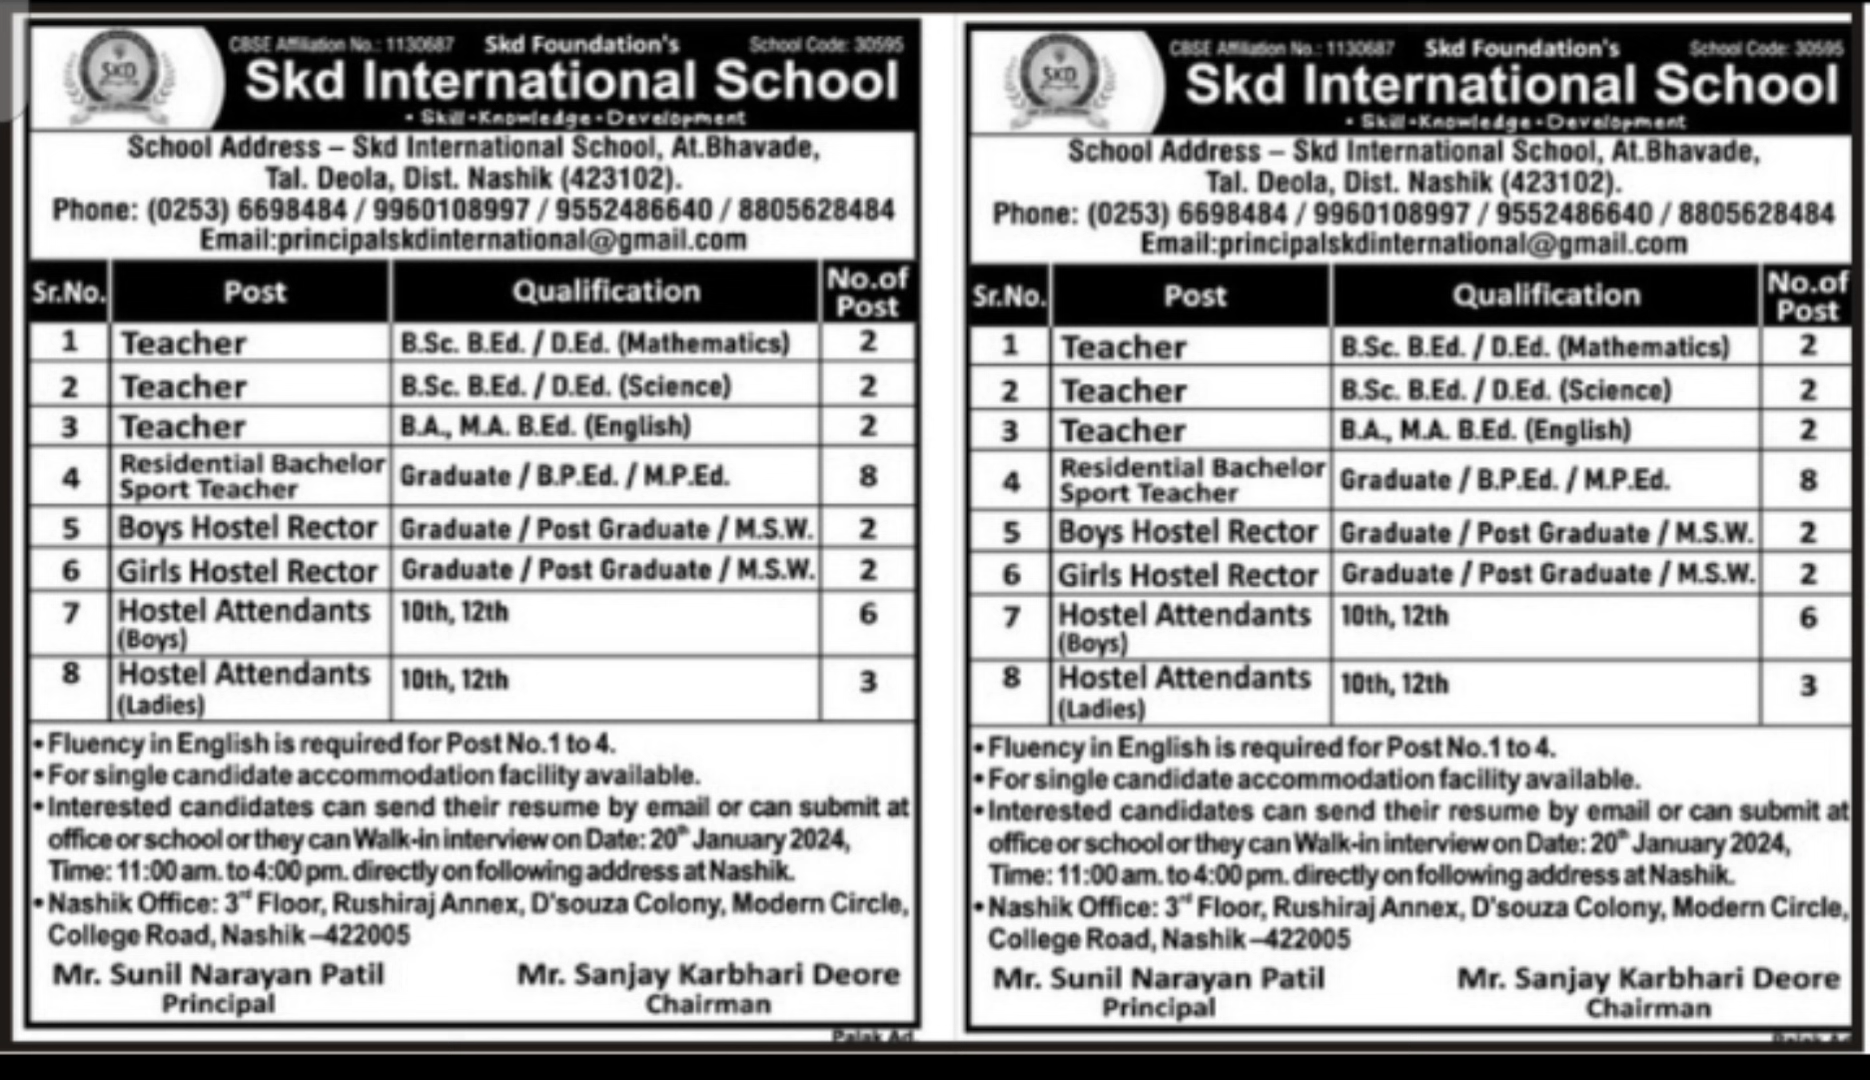 CBSE Affiliation No.: 1130687 Skd Foundation's School Code: 30595
SKD
Skd International School
• Skill • Knowledge • Development
School Address – Skd International School, At.Bhavade,
Tal. Deola, Dist. Nashik (423102).
Phone: (0253) 6698484 / 9960108997 / 9552486640 / 8805628484
Email:principalskdinternational@gmail.com
Sr.No. Post Qualification No.of Post
1 Teacher B.Sc. B.Ed. / D.Ed. (Mathematics) 2
2 Teacher B.Sc. B.Ed. / D.Ed. (Science) 2
3 Teacher B.A., M.A. B.Ed. (English) 2
4 Residential Bachelor Sport Teacher Graduate / B.P.Ed. / M.P.Ed. 8
5 Boys Hostel Rector Graduate / Post Graduate / M.S.W. 2
6 Girls Hostel Rector Graduate / Post Graduate / M.S.W. 2
7 Hostel Attendants (Boys) 10th, 12th 6
8 Hostel Attendants (Ladies) 10th, 12th 3
• Fluency in English is required for Post No.1 to 4.
• For single candidate accommodation facility available.
• Interested candidates can send their resume by email or can submit at
office or school or they can Walk-in interview on Date: 20th January 2024,
Time: 11:00 am. to 4:00 pm. directly on following address at Nashik.
• Nashik Office: 3rd Floor, Rushiraj Annex, D'souza Colony, Modern Circle,
College Road, Nashik –422005
Mr. Sunil Narayan Patil Mr. Sanjay Karbhari Deore
Principal Chairman
Palak Ad
CBSE Affiliation No.: 1130687 Skd Foundation's School Code: 30595
SKD
Skd International School
• Skill • Knowledge • Development
School Address – Skd International School, At.Bhavade,
Tal. Deola, Dist. Nashik (423102).
Phone: (0253) 6698484 / 9960108997 / 9552486640 / 8805628484
Email:principalskdinternational@gmail.com
Sr.No. Post Qualification No.of Post
1 Teacher B.Sc. B.Ed. / D.Ed. (Mathematics) 2
2 Teacher B.Sc. B.Ed. / D.Ed. (Science) 2
3 Teacher B.A., M.A. B.Ed. (English) 2
4 Residential Bachelor Sport Teacher Graduate / B.P.Ed. / M.P.Ed. 8
5 Boys Hostel Rector Graduate / Post Graduate / M.S.W. 2
6 Girls Hostel Rector Graduate / Post Graduate / M.S.W. 2
7 Hostel Attendants (Boys) 10th, 12th 6
8 Hostel Attendants (Ladies) 10th, 12th 3
• Fluency in English is required for Post No.1 to 4.
• For single candidate accommodation facility available.
• Interested candidates can send their resume by email or can submit at
office or school or they can Walk-in interview on Date: 20th January 2024,
Time: 11:00 am. to 4:00 pm. directly on following address at Nashik.
• Nashik Office: 3rd Floor, Rushiraj Annex, D'souza Colony, Modern Circle,
College Road, Nashik –422005
Mr. Sunil Narayan Patil Mr. Sanjay Karbhari Deore
Principal Chairman